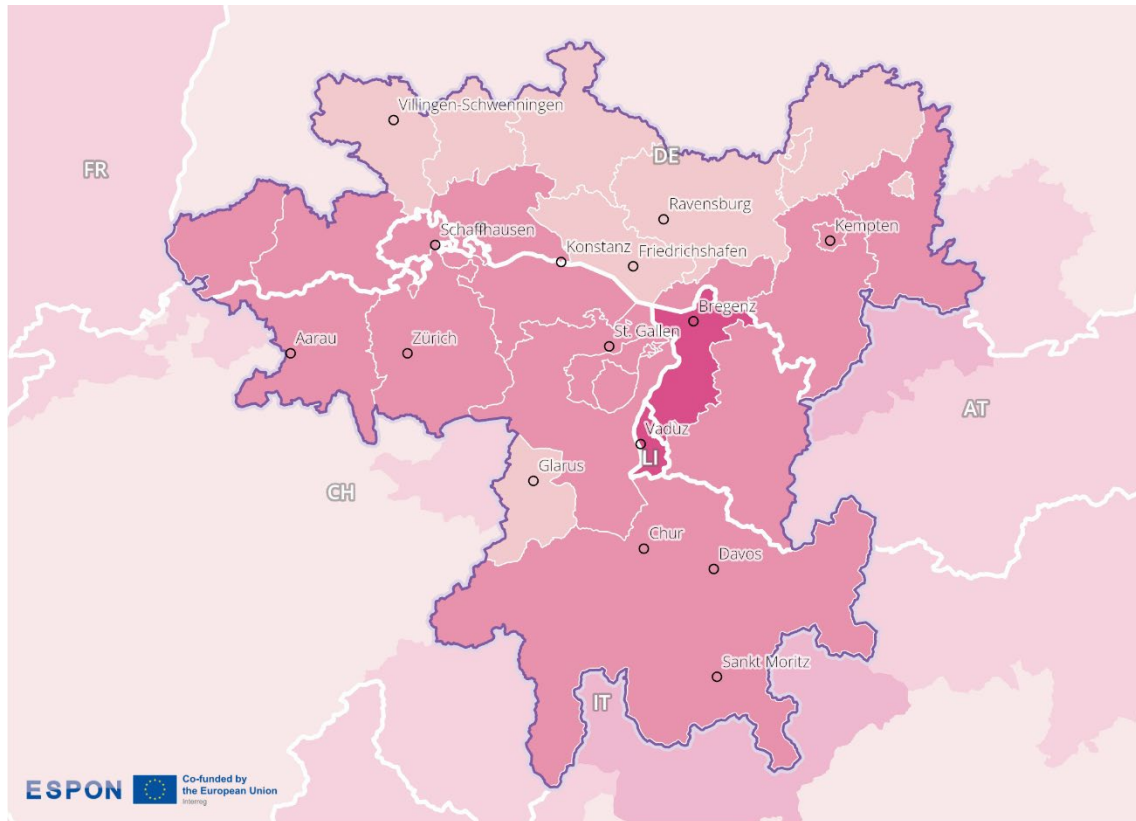 Villingen-Schwenningen
DE
FR
Ravensburg
Schaffhausen
Kempten
Konstanz
Friedrichshafen
Bregenz
St. Gallen
Aarau
Zürich
AT
Vaduz
LI
Glarus
CH
Chur
Davos
Sankt Moritz
IT
ESPON
Co-funded by
the European Union
Interreg